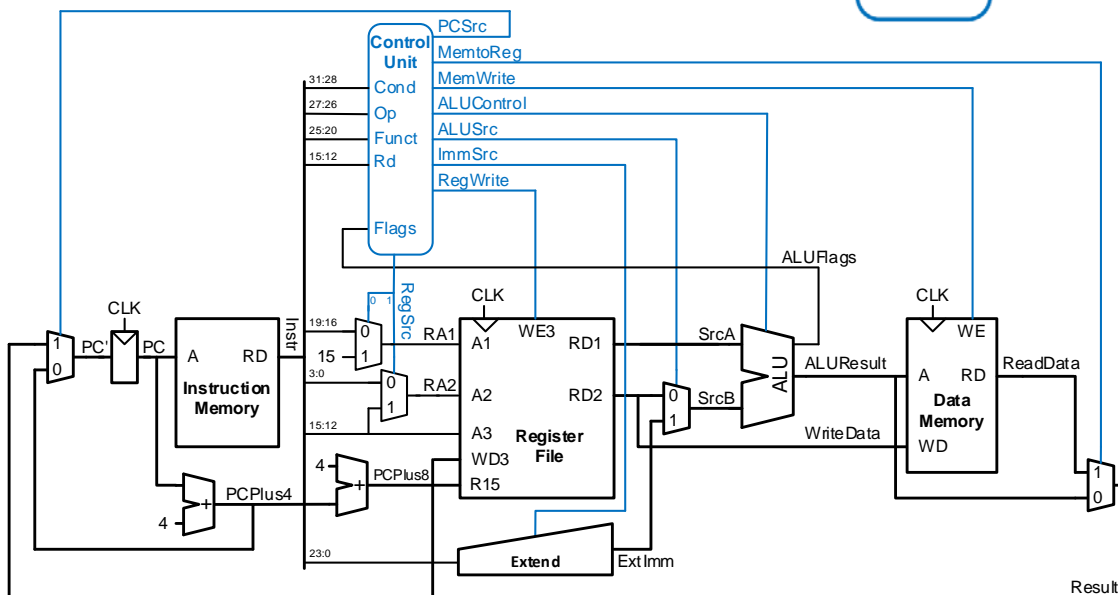 PCSrc
Control
Unit
MemtoReg
MemWrite
31:28
Cond
27:26
Op
ALUControl
25:20
Funct
ALUSrc
15:12
Rd
ImmSrc
RegWrite
Flags
ALUFlags
0 1
RegSrc
CLK
CLK
CLK
Instr
19:16
0
RA1
A1
WE3
RD1
SrcA
WE
1
PC'
PC
A
RD
15
1
0
ALU
ALUResult
A
RD
ReadData
Instruction
Memory
3:0
0
RA2
A2
RD2
0
SrcB
Data
Memory
1
1
15:12
A3
Register
File
WriteData
WD
WD3
4
+
PCPlus8
R15
1
0
PCPlus4
+
4
23:0
Extend
ExtImm
Result